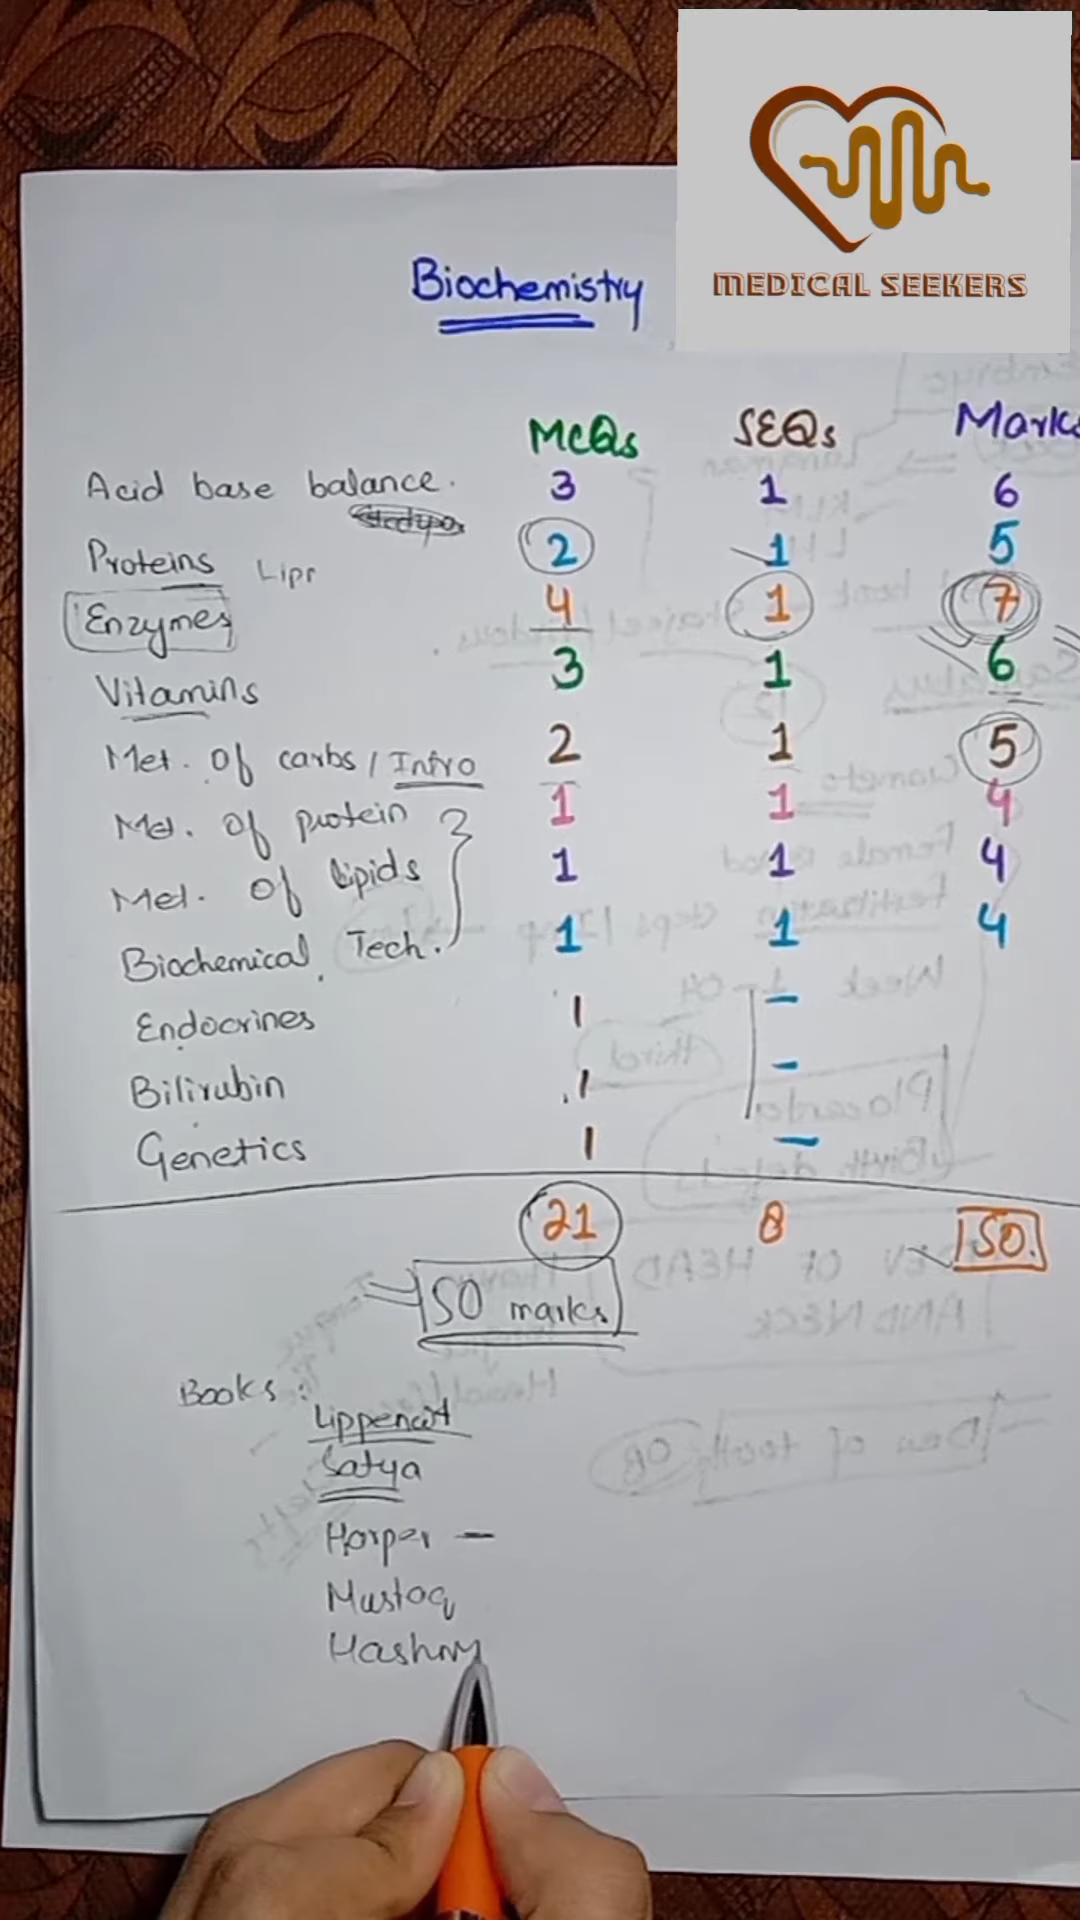 MEDICAL SEEKERS
Biochemistry
MCQs SEQs Marks
Acid base balance. 3 1 6
Proteins Lipr 2 1 5
Enzymes 4 1 7
Vitamins 3 1 6
Met. Of carbs / Intro 2 1 5
Met. Of protein 1 1 4
Met. Of lipids 1 1 4
Biochemical Tech. 1 1 4
Endocrines 1 -
Bilirubin 1 -
Genetics 1 -
21 8 50.
50 marks
Books:
Lippencott
Satya
Harper -
Mustaq
Hashmy